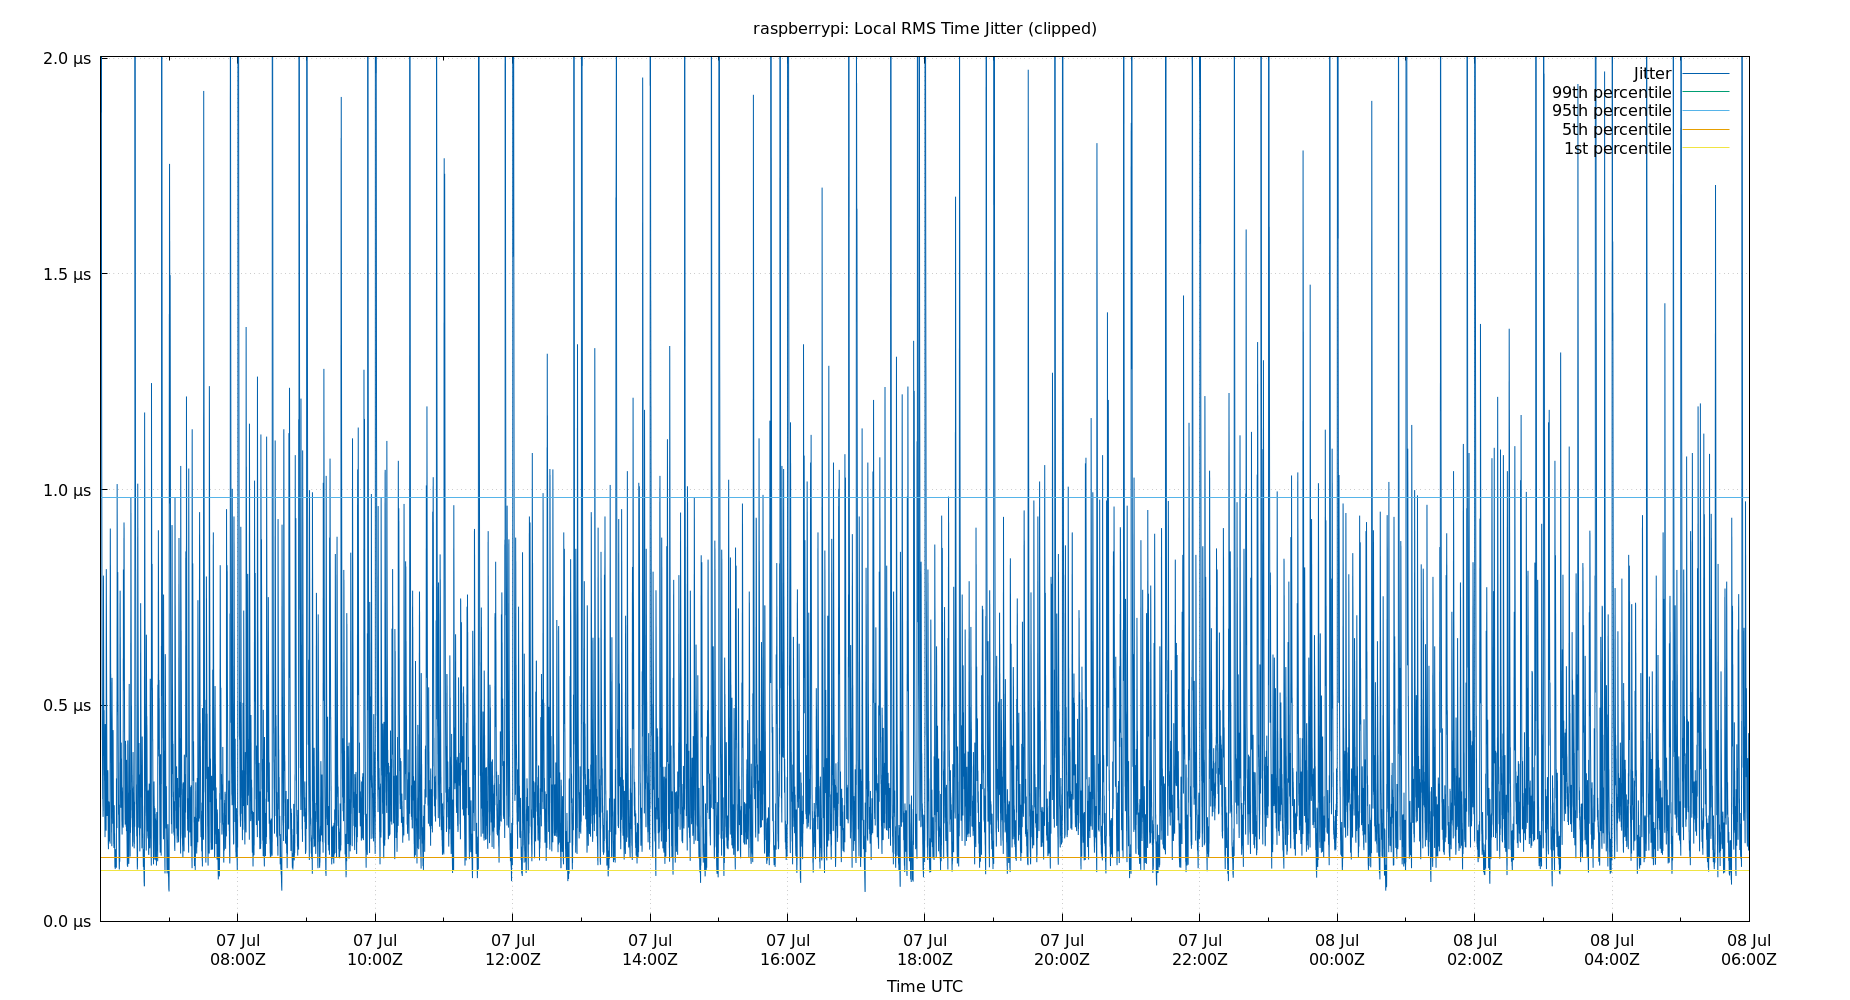 raspberrypi: Local RMS Time Jitter (clipped)
2.0 µs
1.5 µs
1.0 µs
0.5 µs
0.0 µs
Jitter
99th percentile
95th percentile
5th percentile
1st percentile
07 Jul 07 Jul 07 Jul 07 Jul 07 Jul 07 Jul 07 Jul 07 Jul 08 Jul 08 Jul 08 Jul 08 Jul
08:00Z 10:00Z 12:00Z 14:00Z 16:00Z 18:00Z 20:00Z 22:00Z 00:00Z 02:00Z 04:00Z 06:00Z
Time UTC